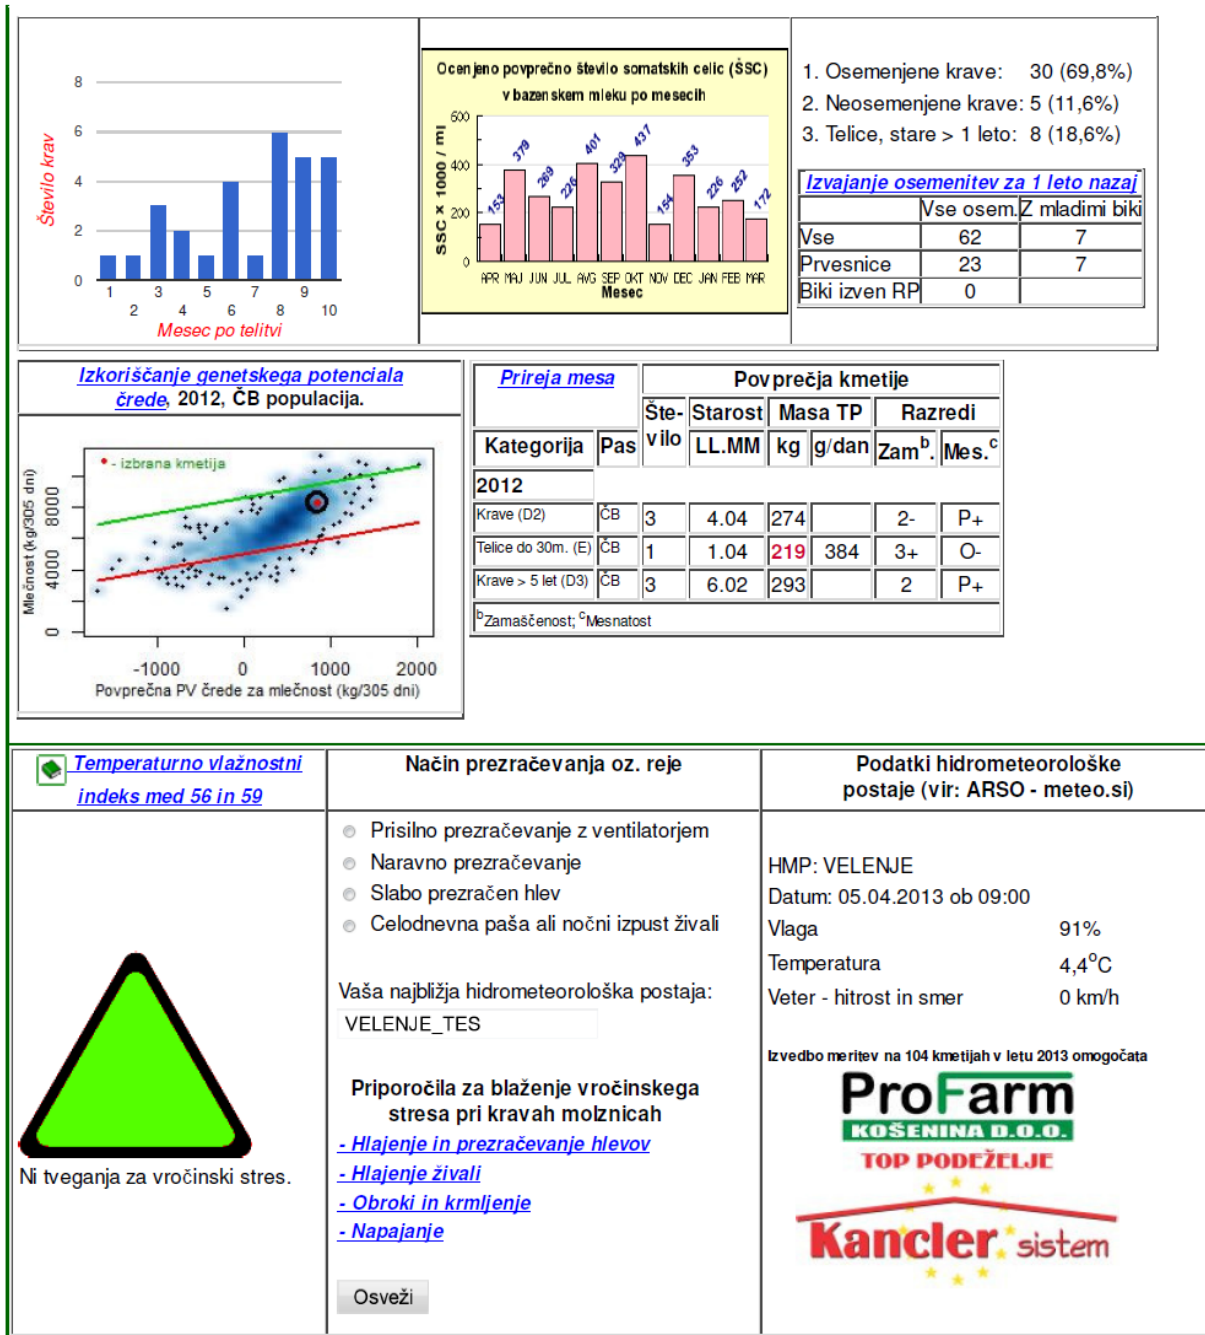 8
6
4
2
0
Število krav
1
3
5
7
9
2
4
6
8
10
Mesec po telitvi
Ocenjeno povprečno število somatskih celic (ŠSC)
v bazenskem mleku po mesecih
SSC × 1000 / ml
600
400
200
0
153
379
269
226
401
329
437
154
353
226
252
172
APR MAJ JUN JUL AVG SEP OKT NOV DEC JAN FEB MAR
Mesec
1. Osemenjene krave: 30 (69,8%)
2. Neosemenjene krave: 5 (11,6%)
3. Telice, stare > 1 leto: 8 (18,6%)
Izvajanje osemenitev za 1 leto nazaj
Vse osem. Z mladimi biki
Vse 62 7
Prvesnice 23 7
Biki izven RP 0
Izkoriščanje genetskega potenciala
črede, 2012, ČB populacija.
- izbrana kmetija
Mlečnost (kg/305 dni)
8000
4000
0
-1000 0 1000 2000
Povprečna PV črede za mlečnost (kg/305 dni)
Prireja mesa Povprečja kmetije
Šte- Starost Masa TP Razredi
Kategorija Pas vilo LL.MM kg g/dan Zamᵇ. Mes.ᶜ
2012
Krave (D2) ČB 3 4.04 274 2- P+
Telice do 30m. (E) ČB 1 1.04 219 384 3+ O-
Krave > 5 let (D3) ČB 3 6.02 293 2 P+
ᵇZamaščenost; ᶜMesnatost
Temperaturno vlažnostni
indeks med 56 in 59
Ni tveganja za vročinski stres.
Način prezračevanja oz. reje
Prisilno prezračevanje z ventilatorjem
Naravno prezračevanje
Slabo prezračen hlev
Celodnevna paša ali nočni izpust živali
Vaša najbližja hidrometeorološka postaja:
VELENJE_TES
Priporočila za blaženje vročinskega
stresa pri kravah molznicah
- Hlajenje in prezračevanje hlevov
- Hlajenje živali
- Obroki in krmljenje
- Napajanje
Osveži
Podatki hidrometeorološke
postaje (vir: ARSO - meteo.si)
HMP: VELENJE
Datum: 05.04.2013 ob 09:00
Vlaga 91%
Temperatura 4,4°C
Veter - hitrost in smer 0 km/h
Izvedbo meritev na 104 kmetijah v letu 2013 omogočata
ProFarm
KOŠENINA D.O.O.
TOP PODEŽELJE
Kancler sistem